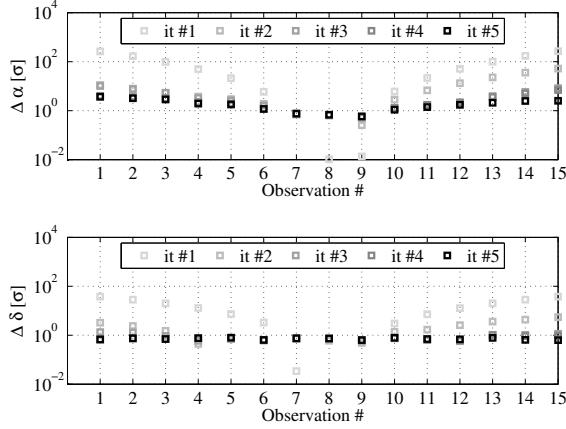 10^4
it #1 it #2 it #3 it #4 it #5
10^2
10^0
10^-2
Δ α [σ]
1 2 3 4 5 6 7 8 9 10 11 12 13 14 15
Observation #
10^4
it #1 it #2 it #3 it #4 it #5
10^2
10^0
10^-2
Δ δ [σ]
1 2 3 4 5 6 7 8 9 10 11 12 13 14 15
Observation #